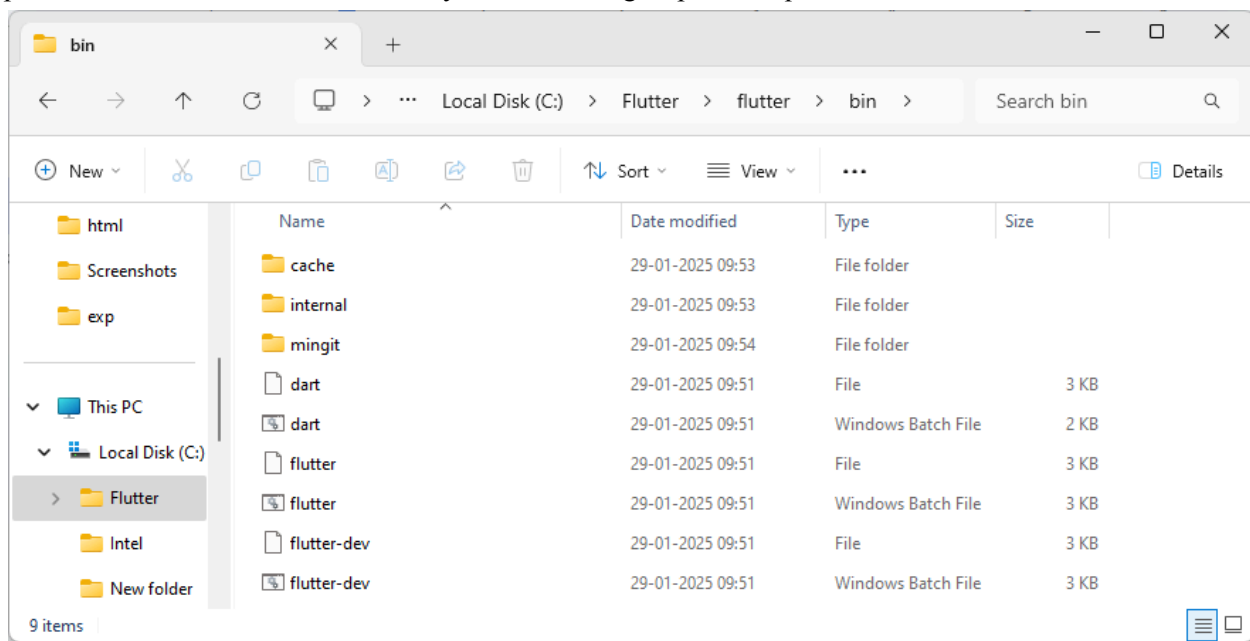 bin
Local Disk (C:) > Flutter > flutter > bin >
Search bin
New
Sort
View
Details
html
Screenshots
exp
This PC
Local Disk (C:)
Flutter
Intel
New folder
Name Date modified Type Size
cache 29-01-2025 09:53 File folder
internal 29-01-2025 09:53 File folder
mingit 29-01-2025 09:54 File folder
dart 29-01-2025 09:51 File 3 KB
dart 29-01-2025 09:51 Windows Batch File 2 KB
flutter 29-01-2025 09:51 File 3 KB
flutter 29-01-2025 09:51 Windows Batch File 3 KB
flutter-dev 29-01-2025 09:51 File 3 KB
flutter-dev 29-01-2025 09:51 Windows Batch File 3 KB
9 items